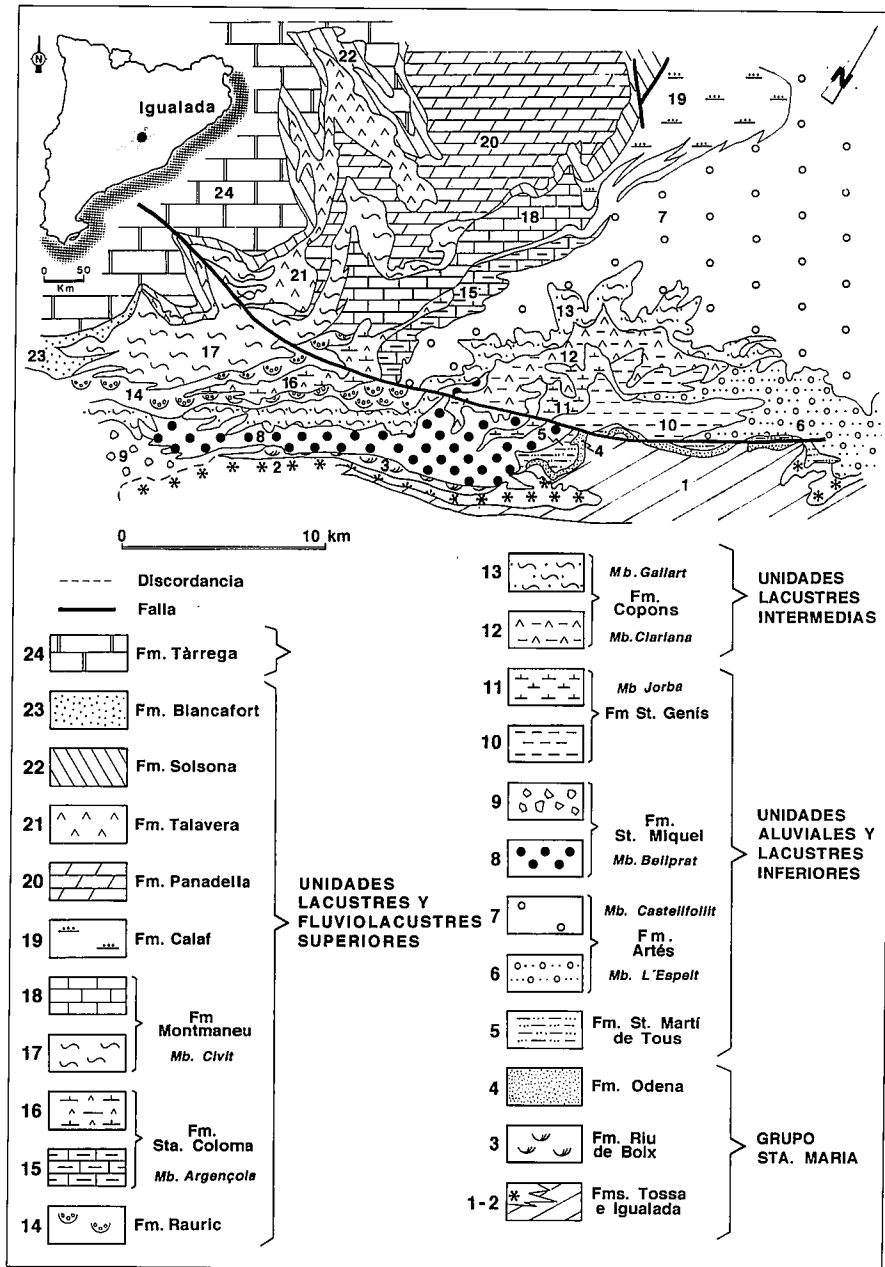 N
Igualada
0 50
Km
N
22
19
20
24
18
7
21
15
13
23
17
12
14
16
11
10
6
8
5
4
9
2
3
1
0 10 km
Discordancia
Falla
24 Fm. Tàrrega
23 Fm. Blancafort
22 Fm. Solsona
21 Fm. Talavera
20 Fm. Panadella
19 Fm. Calaf
18
Fm
Montmaneu
17 Mb. Civit
16
Fm.
Sta. Coloma
15 Mb. Argençola
14 Fm. Rauric
UNIDADES
LACUSTRES Y
FLUVIOLACUSTRES
SUPERIORES
13 Mb. Gallart
Fm.
Copons
12 Mb. Clariana
UNIDADES
LACUSTRES
INTERMEDIAS
11 Mb Jorba
Fm St. Genís
10
9
Fm.
St. Miquel
8 Mb. Bellprat
7 Mb. Castellfollit
Fm.
Artés
6 Mb. L'Espelt
5 Fm. St. Martí
de Tous
UNIDADES
ALUVIALES Y
LACUSTRES
INFERIORES
4 Fm. Odena
3 Fm. Riu
de Boix
1-2 Fms. Tossa
e Igualada
GRUPO
STA. MARIA